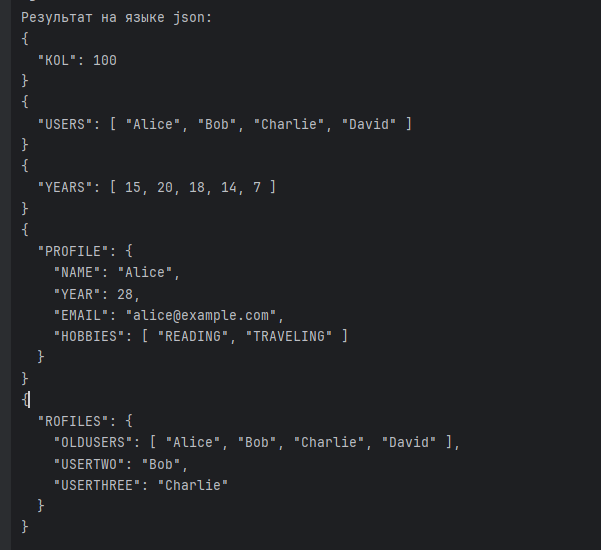 Результат на языке json:
{
  "KOL": 100
}
{
  "USERS": [ "Alice", "Bob", "Charlie", "David" ]
}
{
  "YEARS": [ 15, 20, 18, 14, 7 ]
}
{
  "PROFILE": {
    "NAME": "Alice",
    "YEAR": 28,
    "EMAIL": "alice@example.com",
    "HOBBIES": [ "READING", "TRAVELING" ]
  }
}
{
  "ROFILES": {
    "OLDUSERS": [ "Alice", "Bob", "Charlie", "David" ],
    "USERTWO": "Bob",
    "USERTHREE": "Charlie"
  }
}